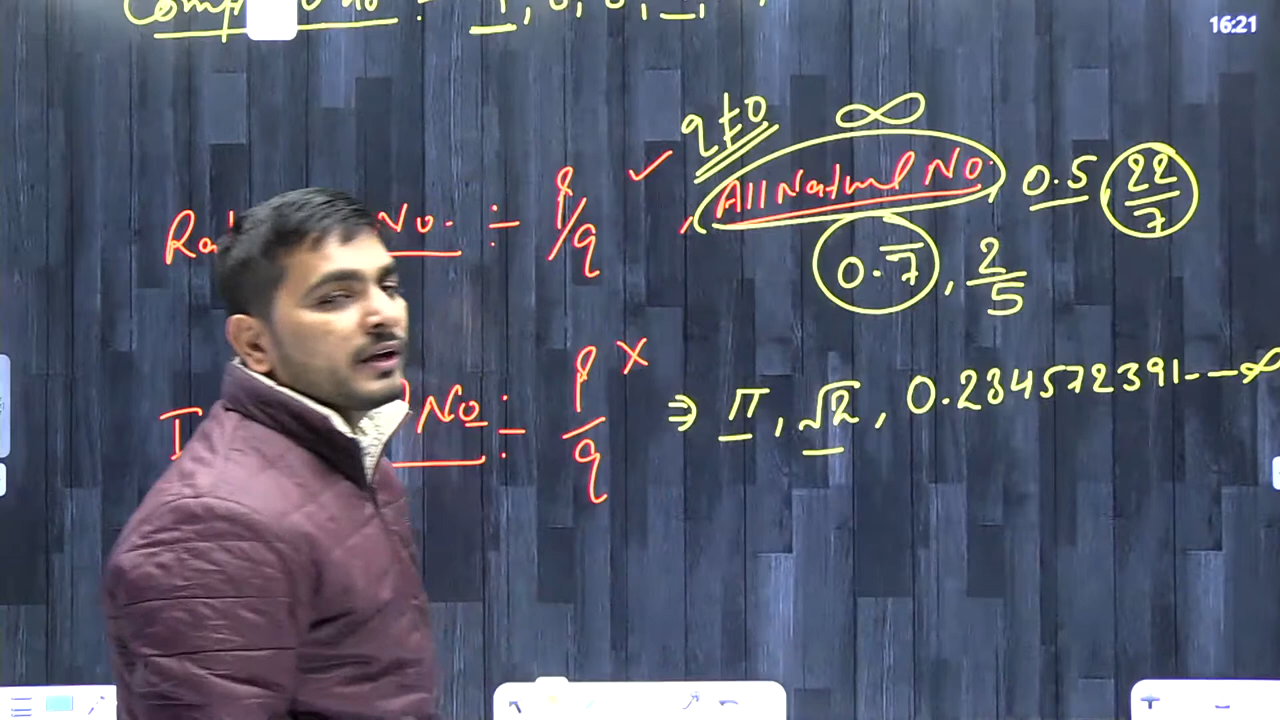 16:21
q≠0 ∞
No. ÷ p/q ✓, All Natural No. 0.5 22/7
0.7̅, 2/5
No ÷ p/q × ⇒ π, √2, 0.234572391---∞